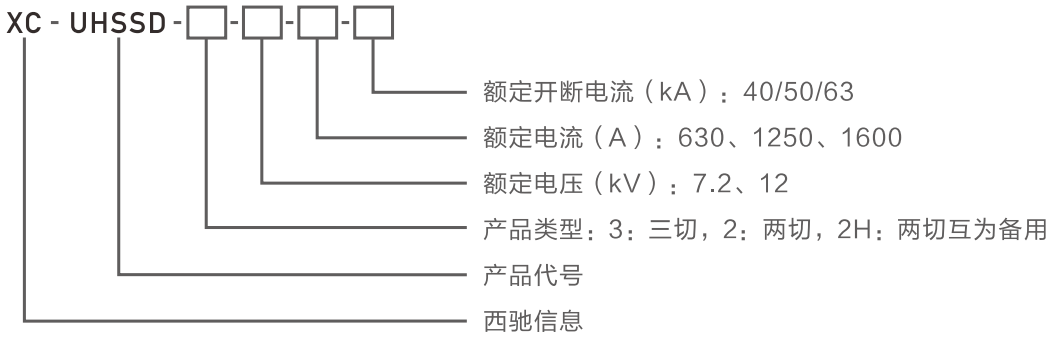 XC - UHSSD - □ - □ - □ - □
额定开断电流（kA）：40/50/63
额定电流（A）：630、1250、1600
额定电压（kV）：7.2、12
产品类型：3：三切，2：两切，2H：两切互为备用
产品代号
西驰信息